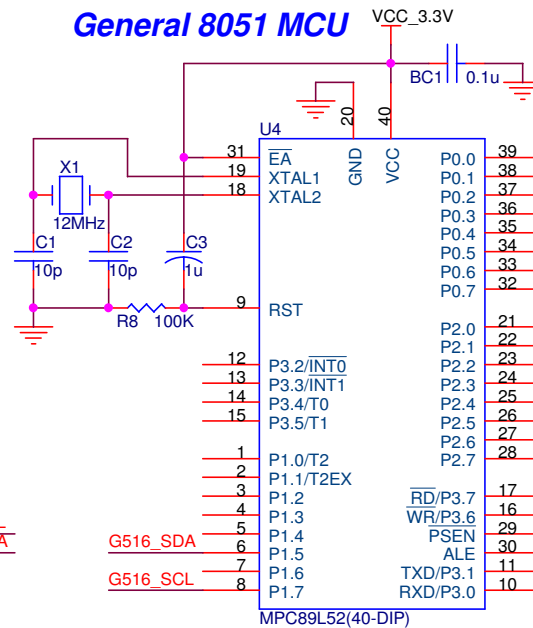 General 8051 MCU
VCC_3.3V
BC1 0.1u
20
40
U4
31 EA
19 XTAL1
18 XTAL2
GND
VCC
P0.0 39
P0.1 38
P0.2 37
P0.3 36
P0.4 35
P0.5 34
P0.6 33
P0.7 32
X1
12MHz
C1
10p
C2
10p
C3
1u
R8 100K
9 RST
P2.0 21
P2.1 22
P2.2 23
P2.3 24
P2.4 25
P2.5 26
P2.6 27
P2.7 28
12 P3.2/INT0
13 P3.3/INT1
14 P3.4/T0
15 P3.5/T1
1 P1.0/T2
2 P1.1/T2EX
3 P1.2
4 P1.3
5 P1.4
G516_SDA 6 P1.5
7 P1.6
G516_SCL 8 P1.7
RD/P3.7 17
WR/P3.6 16
PSEN 29
ALE 30
TXD/P3.1 11
RXD/P3.0 10
MPC89L52(40-DIP)